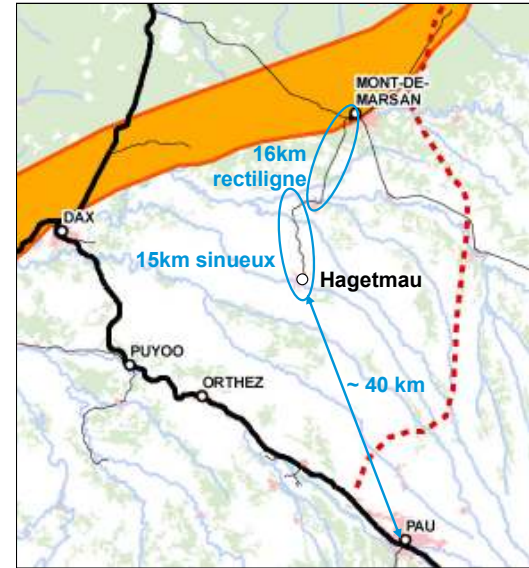 MONT-DE-
MARSAN
16km
rectiligne
DAX
15km sinueux
Hagetmau
PUYOO
ORTHEZ
~ 40 km
PAU